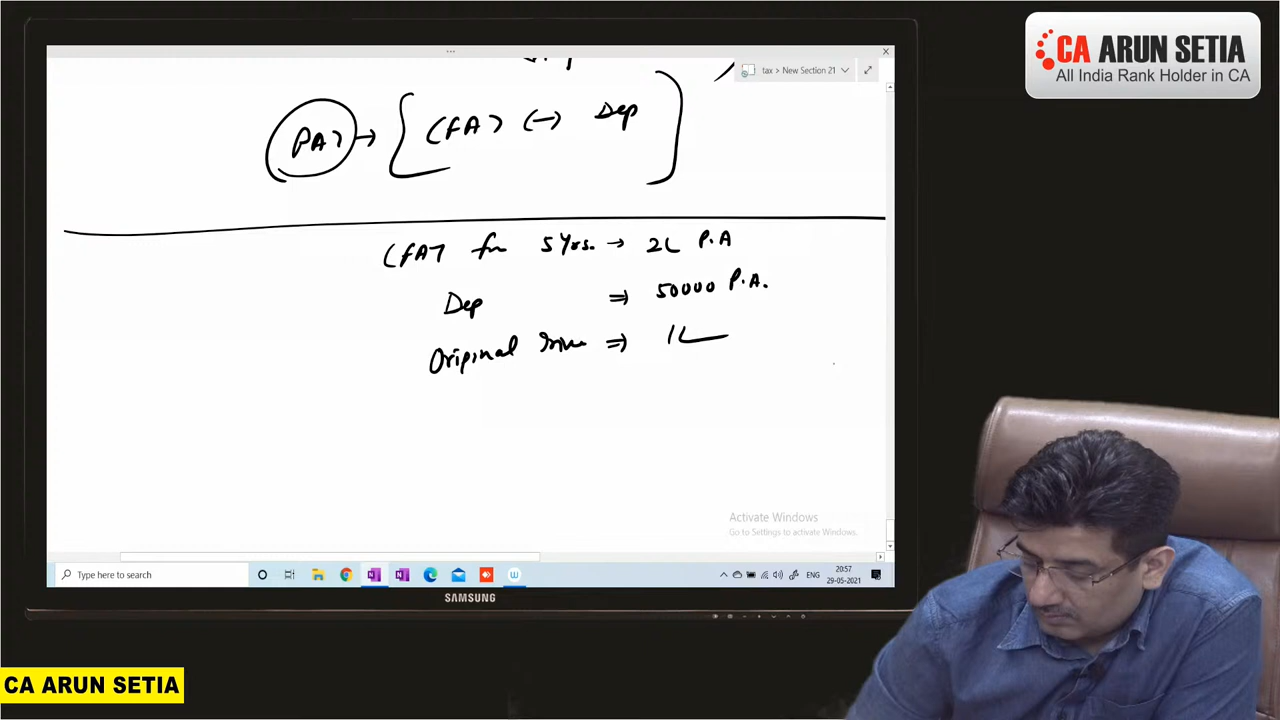 CA ARUN SETIA
All India Rank Holder in CA
tax > New Section 21
PAT → [CFAT (-) Dep]
CFAT for 5 Yrs. → 2L P.A
Dep ⇒ 50000 P.A.
Original ⇒ 1L
Activate Windows
Go to Settings to activate Windows.
Type here to search
ENG
20:57
29-05-2021
SAMSUNG
CA ARUN SETIA